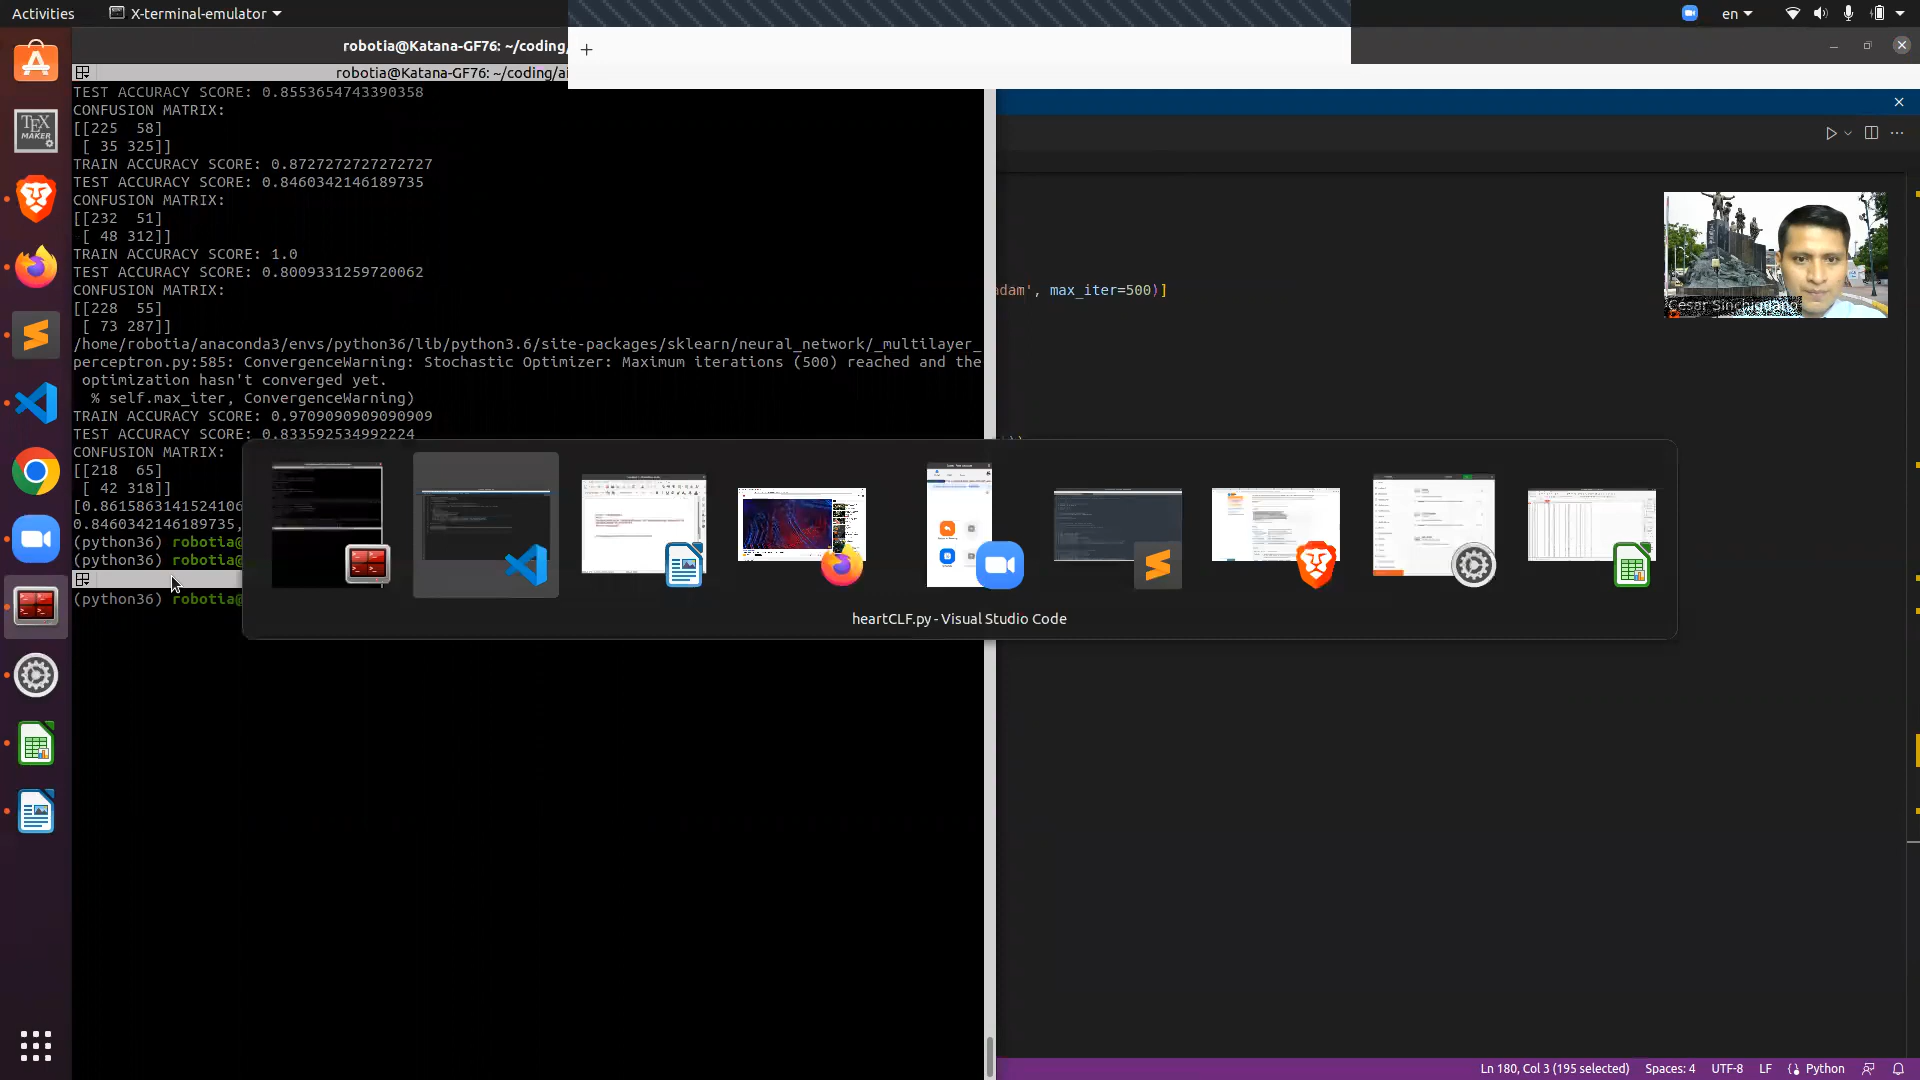 Activities
X-terminal-emulator
en
robotia@Katana-GF76: ~/coding/
robotia@Katana-GF76: ~/coding/ai
TEST ACCURACY SCORE: 0.8553654743390358
CONFUSION MATRIX:
[[225  58]
 [ 35 325]]
TRAIN ACCURACY SCORE: 0.8727272727272727
TEST ACCURACY SCORE: 0.8460342146189735
CONFUSION MATRIX:
[[232  51]
 [ 48 312]]
TRAIN ACCURACY SCORE: 1.0
TEST ACCURACY SCORE: 0.8009331259720062
CONFUSION MATRIX:
[[228  55]
 [ 73 287]]
/home/robotia/anaconda3/envs/python36/lib/python3.6/site-packages/sklearn/neural_network/_multilayer_
perceptron.py:585: ConvergenceWarning: Stochastic Optimizer: Maximum iterations (500) reached and the
 optimization hasn't converged yet.
  % self.max_iter, ConvergenceWarning)
TRAIN ACCURACY SCORE: 0.9709090909090909
TEST ACCURACY SCORE: 0.833592534992224
CONFUSION MATRIX:
[[218  65]
 [ 42 318]]
[0.8615863141524106
0.8460342146189735,
(python36) robotia@
(python36) robotia@
(python36) robotia@
adam', max_iter=500)]
Cesar Sinchiguano
TEX
MAKER
heartCLF.py - Visual Studio Code
Ln 180, Col 3 (195 selected)
Spaces: 4
UTF-8
LF
Python